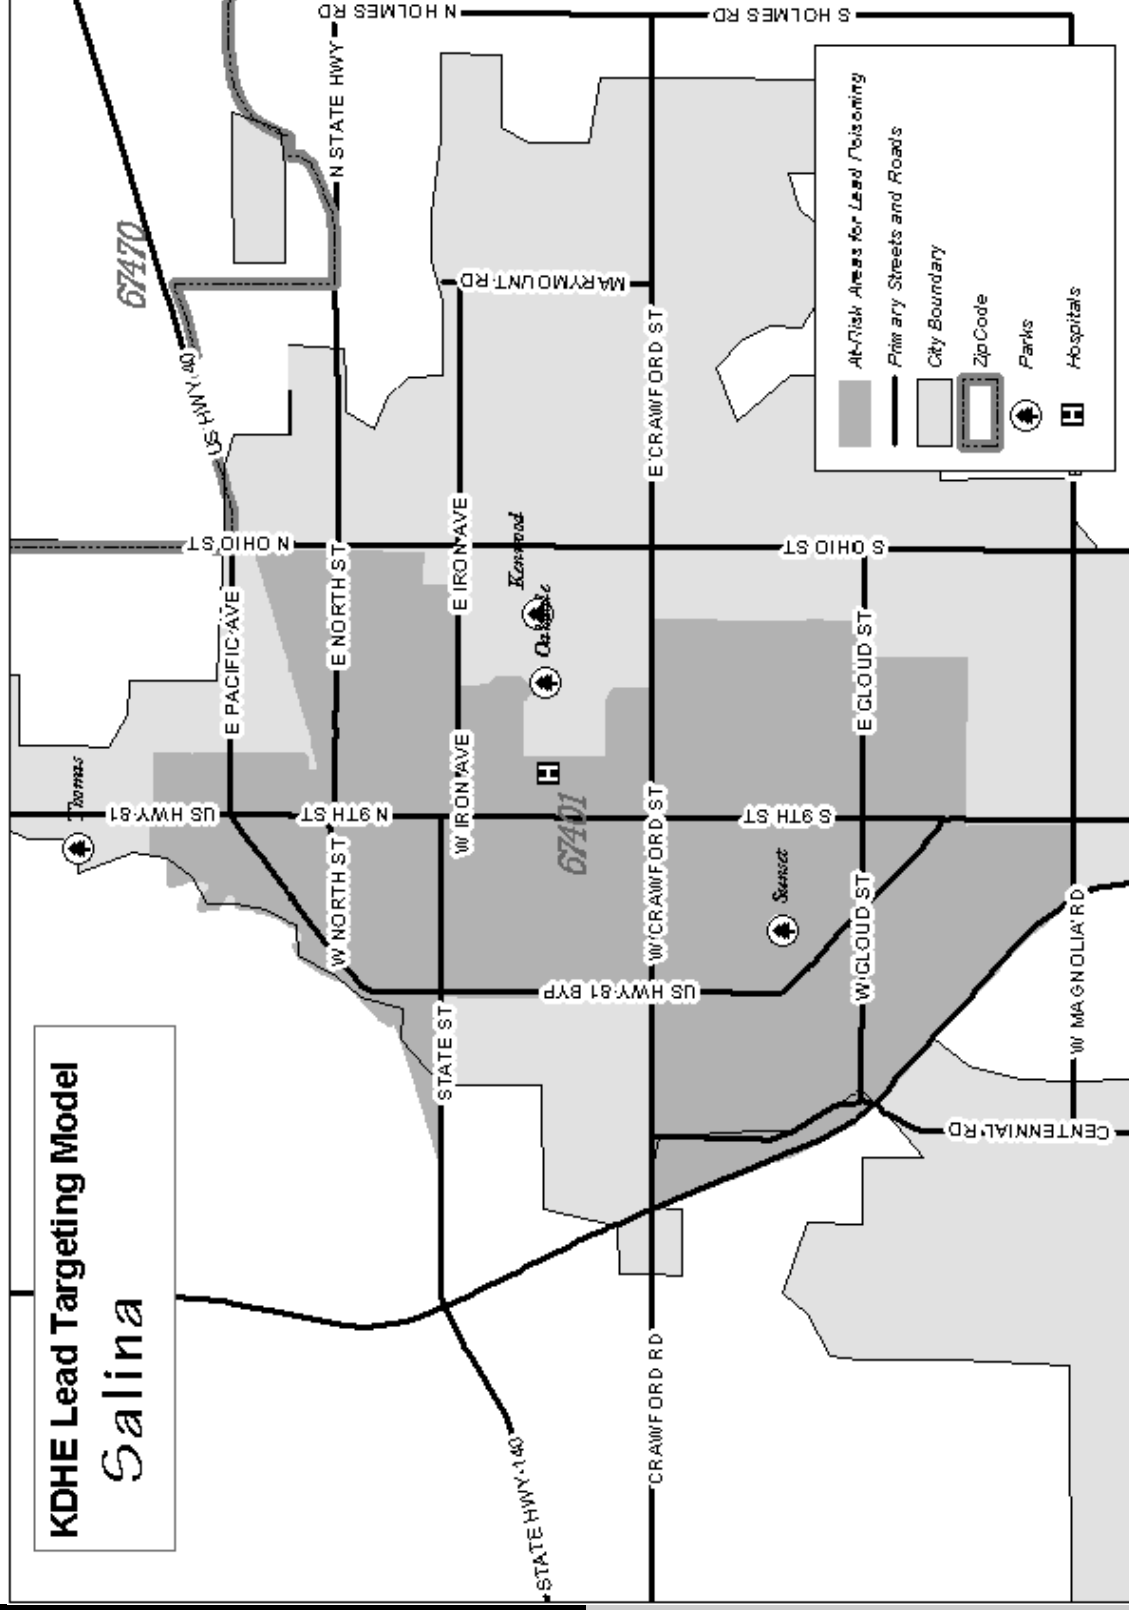 KDHE Lead Targeting Model
Salina
N HOLMES RD
S HOLMES RD
N STATE HWY
67470
US HWY 40
MARYMOUNT RD
E CRAWFORD ST
N OHIO ST
S OHIO ST
E PACIFIC AVE
E NORTH ST
E IRON AVE
Kenwood
E CLOUD ST
Thomas
US HWY 81
N 9TH ST
W IRON AVE
H
67401
S 9TH ST
W NORTH ST
W CRAWFORD ST
Sunset
W CLOUD ST
US HWY 81 BYP
STATE ST
W MAGNOLIA RD
CENTENNIAL RD
STATE HWY 140
CRAWFORD RD
At-Risk Areas for Lead Poisoning
Primary Streets and Roads
City Boundary
ZipCode
Parks
H Hospitals